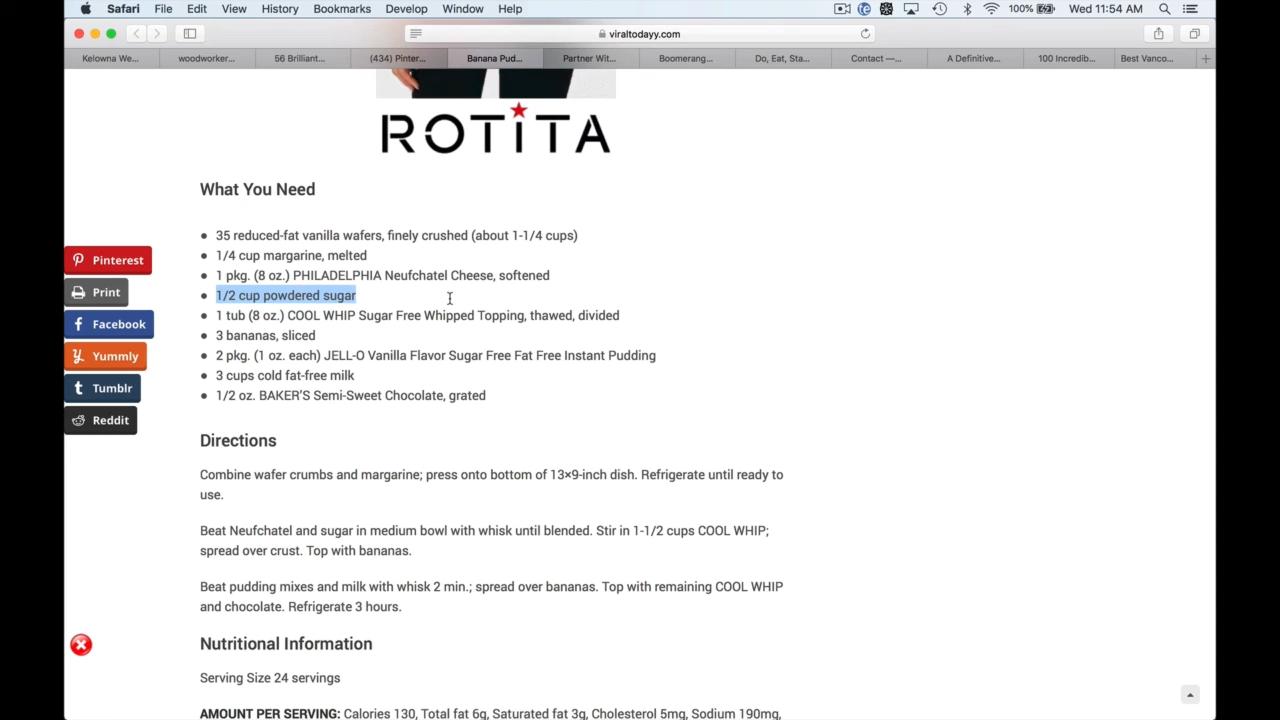 Safari File Edit View History Bookmarks Develop Window Help 100% Wed 11:54 AM
viraltodayy.com
Kelowna We... woodworker... 56 Brilliant... (434) Pinter... Banana Pud... Partner Wit... Boomerang... Do, Eat, Sta... Contact —... A Definitive... 100 Incredib... Best Vanco...
ROTITA
What You Need
35 reduced-fat vanilla wafers, finely crushed (about 1-1/4 cups)
1/4 cup margarine, melted
1 pkg. (8 oz.) PHILADELPHIA Neufchatel Cheese, softened
1/2 cup powdered sugar
1 tub (8 oz.) COOL WHIP Sugar Free Whipped Topping, thawed, divided
3 bananas, sliced
2 pkg. (1 oz. each) JELL-O Vanilla Flavor Sugar Free Fat Free Instant Pudding
3 cups cold fat-free milk
1/2 oz. BAKER'S Semi-Sweet Chocolate, grated
Pinterest
Print
Facebook
Yummly
Tumblr
Reddit
Directions
Combine wafer crumbs and margarine; press onto bottom of 13×9-inch dish. Refrigerate until ready to
use.
Beat Neufchatel and sugar in medium bowl with whisk until blended. Stir in 1-1/2 cups COOL WHIP;
spread over crust. Top with bananas.
Beat pudding mixes and milk with whisk 2 min.; spread over bananas. Top with remaining COOL WHIP
and chocolate. Refrigerate 3 hours.
Nutritional Information
Serving Size 24 servings
AMOUNT PER SERVING: Calories 130, Total fat 6g, Saturated fat 3g, Cholesterol 5mg, Sodium 190mg,